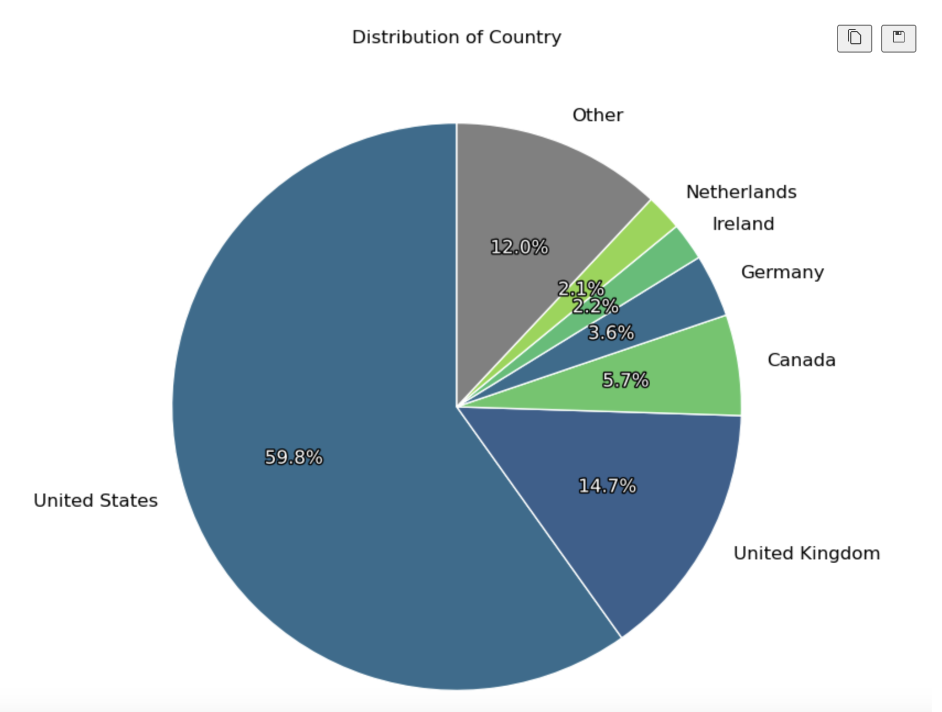 Distribution of Country
Other
Netherlands
Ireland
Germany
Canada
United Kingdom
United States
12.0%
2.1%
2.2%
3.6%
5.7%
14.7%
59.8%